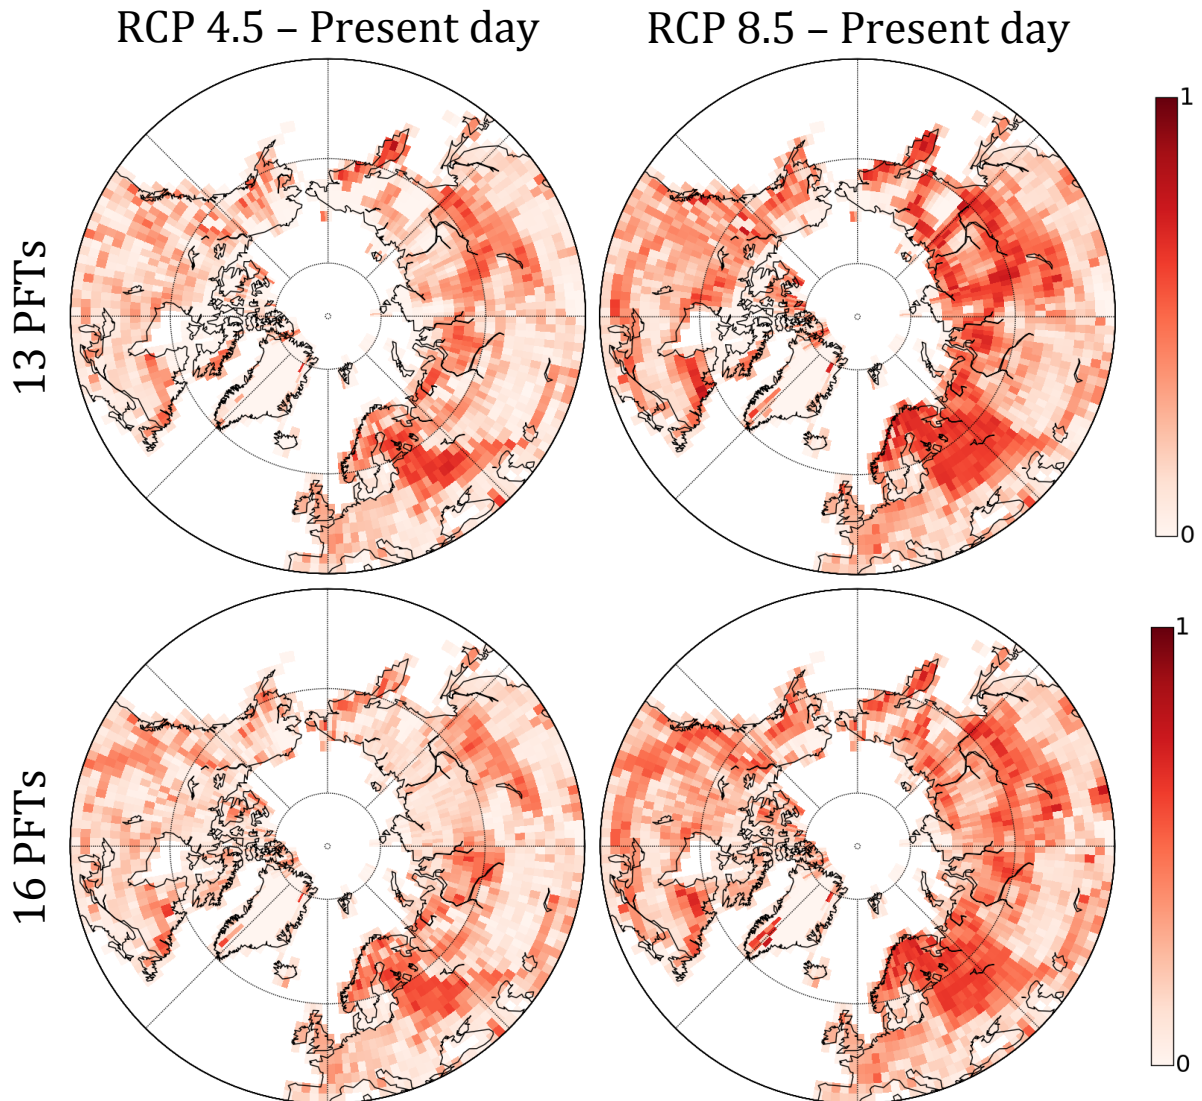 RCP 4.5 – Present day
RCP 8.5 – Present day
13 PFTs
1
0
16 PFTs
1
0